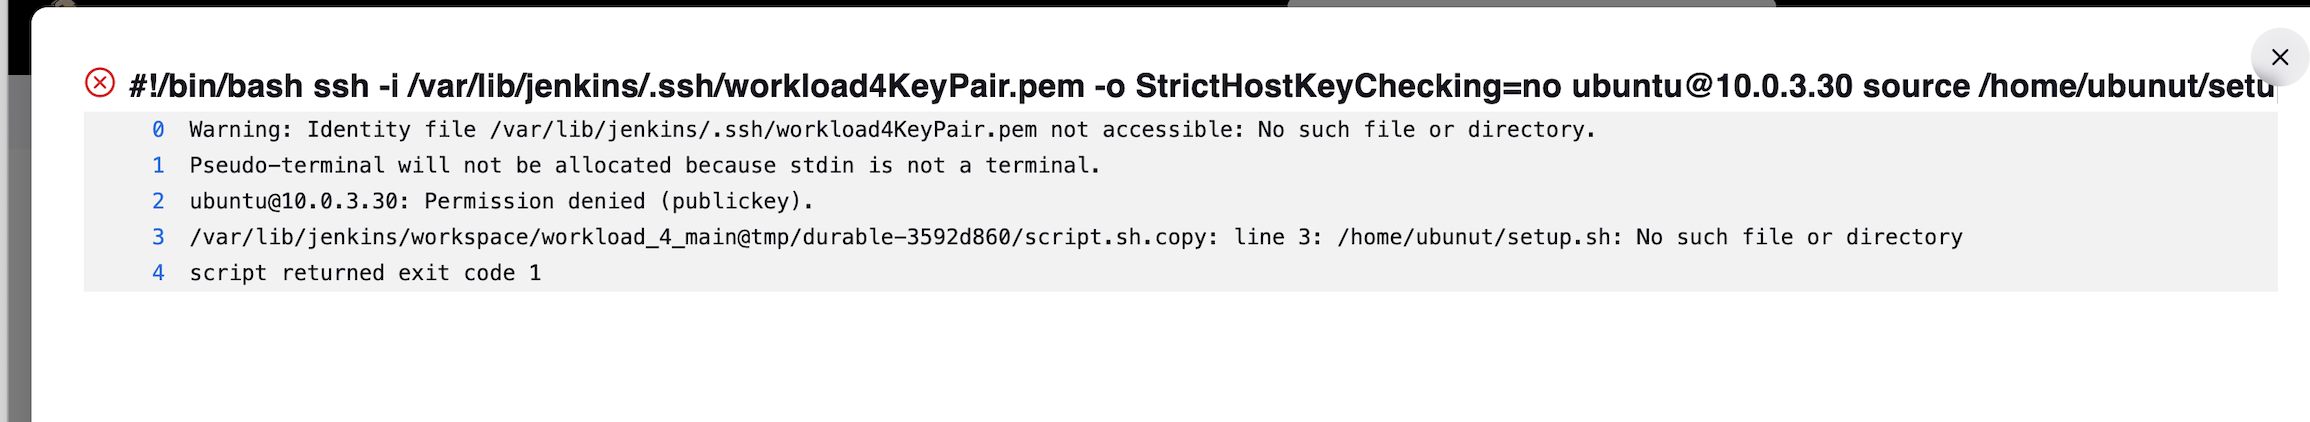 #!/bin/bash ssh -i /var/lib/jenkins/.ssh/workload4KeyPair.pem -o StrictHostKeyChecking=no ubuntu@10.0.3.30 source /home/ubunut/setu
0 Warning: Identity file /var/lib/jenkins/.ssh/workload4KeyPair.pem not accessible: No such file or directory.
1 Pseudo-terminal will not be allocated because stdin is not a terminal.
2 ubuntu@10.0.3.30: Permission denied (publickey).
3 /var/lib/jenkins/workspace/workload_4_main@tmp/durable-3592d860/script.sh.copy: line 3: /home/ubunut/setup.sh: No such file or directory
4 script returned exit code 1